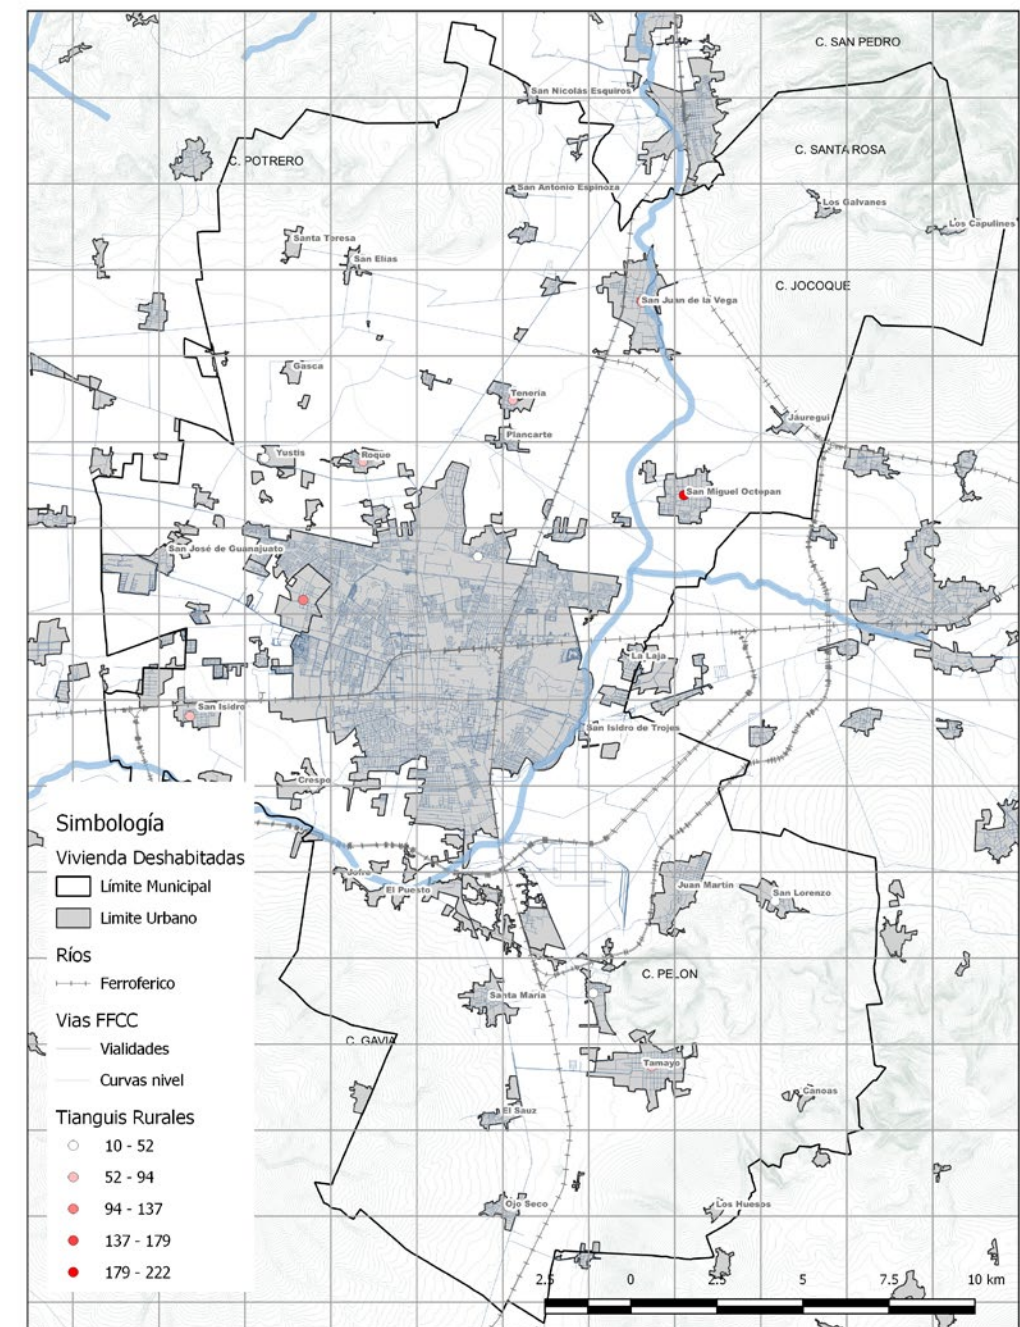 C. SAN PEDRO
San Nicolás Esquiros
C. SANTA ROSA
C. POTRERO
San Antonio Espinoza
Los Galvanes
Los Capulines
Santa Teresa
San Elías
C. JOCOQUE
San Juan de la Vega
Gasca
Tenería
Jáuregui
Plancarte
Yustis
Roque
San Miguel Octopan
San José de Guanajuato
La Laja
San Isidro
San Isidro de Trojes
Crespo
Jofre
El Puesto
Juan Martín
San Lorenzo
C. PELON
Santa María
C. GAVIA
Tamayo
Canoas
El Sauz
Ojo Seco
Los Huesos
Simbología
Vivienda Deshabitadas
Límite Municipal
Limite Urbano
Ríos
Ferroferico
Vias FFCC
Vialidades
Curvas nivel
Tianguis Rurales
10 - 52
52 - 94
94 - 137
137 - 179
179 - 222
2.5 0 2.5 5 7.5 10 km